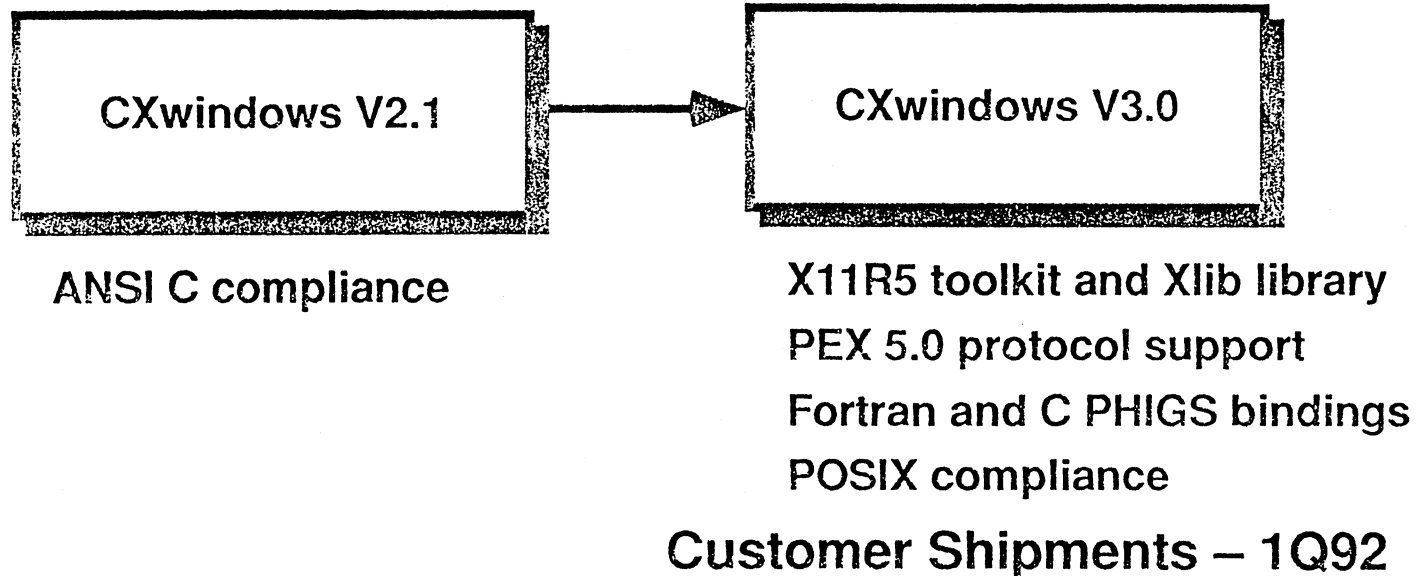 CXwindows V2.1
ANSI C compliance
CXwindows V3.0
X11R5 toolkit and Xlib library
PEX 5.0 protocol support
Fortran and C PHIGS bindings
POSIX compliance
Customer Shipments – 1Q92